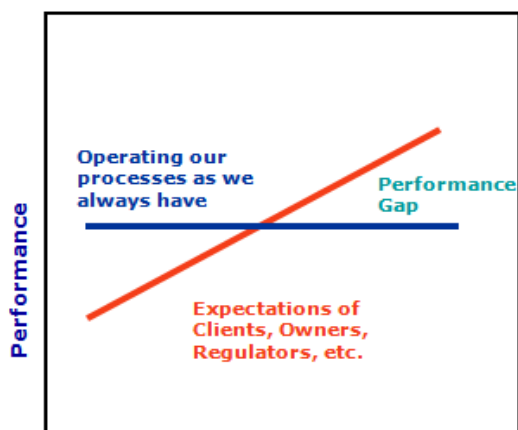 Operating our
processes as we
always have
Performance
Gap
Performance
Expectations of
Clients, Owners,
Regulators, etc.